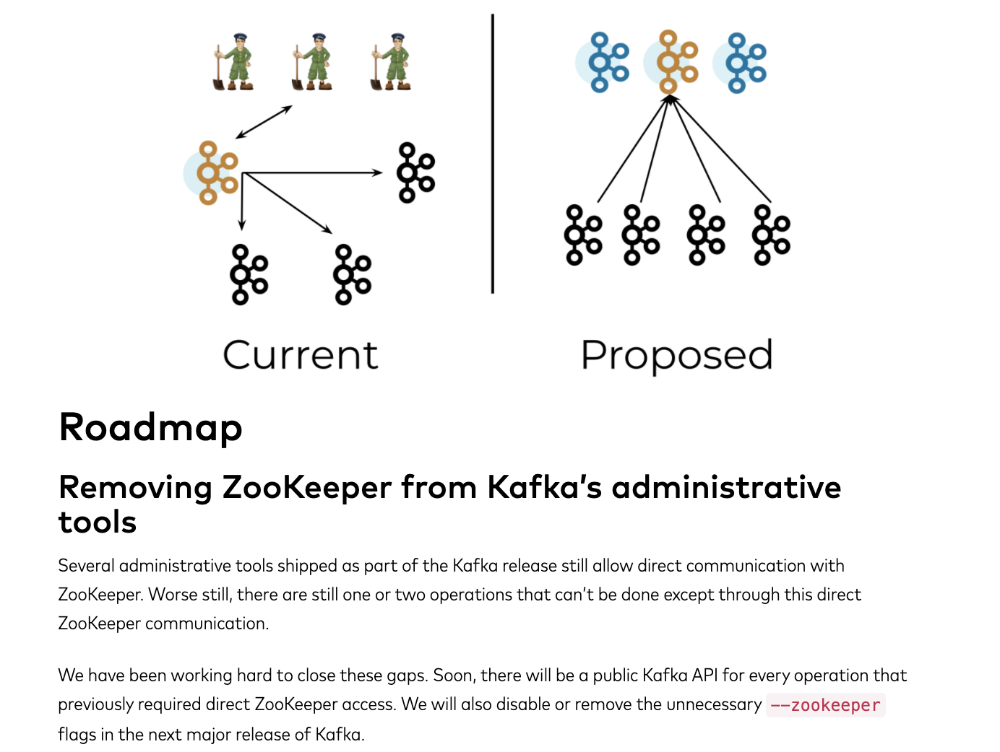 Current
Proposed
Roadmap
Removing ZooKeeper from Kafka’s administrative
tools
Several administrative tools shipped as part of the Kafka release still allow direct communication with
ZooKeeper. Worse still, there are still one or two operations that can’t be done except through this direct
ZooKeeper communication.
We have been working hard to close these gaps. Soon, there will be a public Kafka API for every operation that
previously required direct ZooKeeper access. We will also disable or remove the unnecessary --zookeeper
flags in the next major release of Kafka.